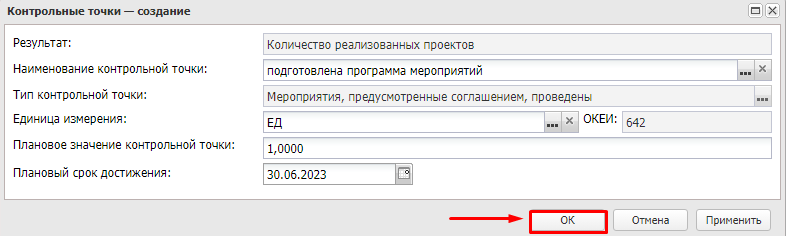 Контрольные точки — создание
Результат: Количество реализованных проектов
Наименование контрольной точки: подготовлена программа мероприятий ...
Тип контрольной точки: Мероприятия, предусмотренные соглашением, проведены ...
Единица измерения: ЕД ... ОКЕИ: 642
Плановое значение контрольной точки: 1,0000
Плановый срок достижения: 30.06.2023
ОК Отмена Применить